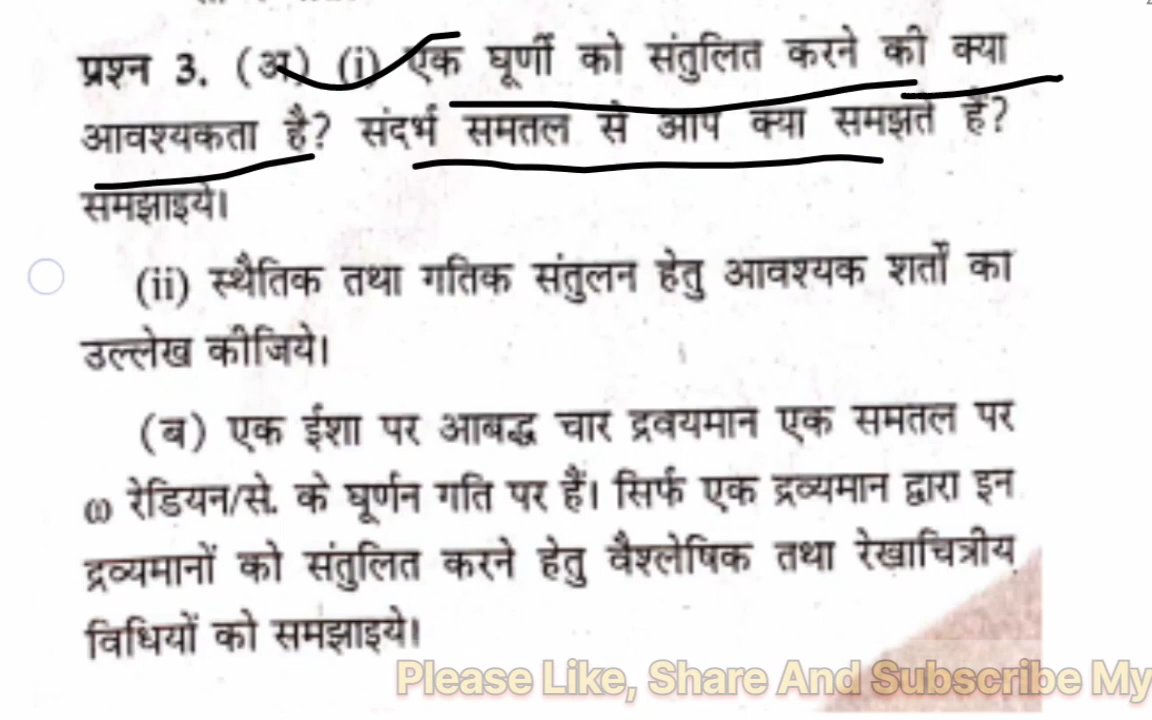 प्रश्न 3. (अ) (i) एक घूर्णी को संतुलित करने की क्या
आवश्यकता है? संदर्भ समतल से आप क्या समझते हैं?
समझाइये।
(ii) स्थैतिक तथा गतिक संतुलन हेतु आवश्यक शर्तों का
उल्लेख कीजिये।
(ब) एक ईशा पर आबद्ध चार द्रवयमान एक समतल पर
ω रेडियन/से. के घूर्णन गति पर हैं। सिर्फ एक द्रव्यमान द्वारा इन
द्रव्यमानों को संतुलित करने हेतु वैश्लेषिक तथा रेखाचित्रीय
विधियों को समझाइये।
Please Like, Share And Subscribe My